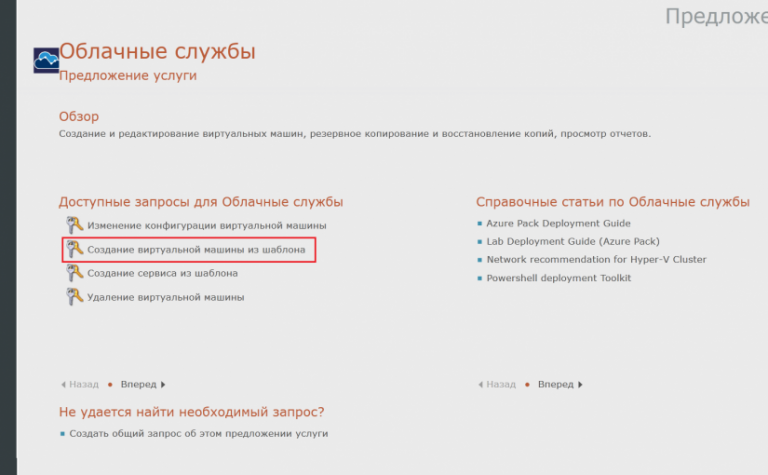 Облачные службы
Предложение услуги
Обзор
Создание и редактирование виртуальных машин, резервное копирование и восстановление копий, просмотр отчетов.
Доступные запросы для Облачные службы
Изменение конфигурации виртуальной машины
Создание виртуальной машины из шаблона
Создание сервиса из шаблона
Удаление виртуальной машины
Справочные статьи по Облачные службы
Azure Pack Deployment Guide
Lab Deployment Guide (Azure Pack)
Network recommendation for Hyper-V Cluster
Powershell deployment Toolkit
Назад • Вперед
Назад • Вперед
Не удается найти необходимый запрос?
Создать общий запрос об этом предложении услуги